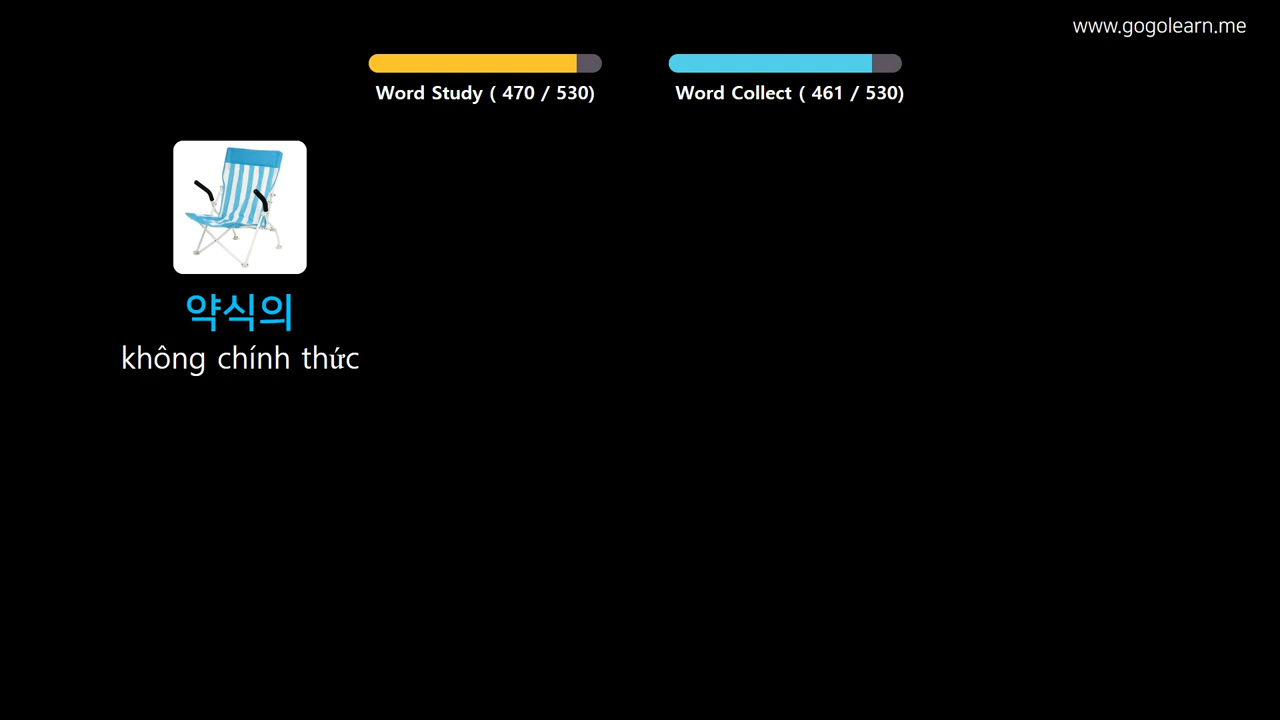 www.gogolearn.me
Word Study ( 470 / 530)
Word Collect ( 461 / 530)
약식의
không chính thức